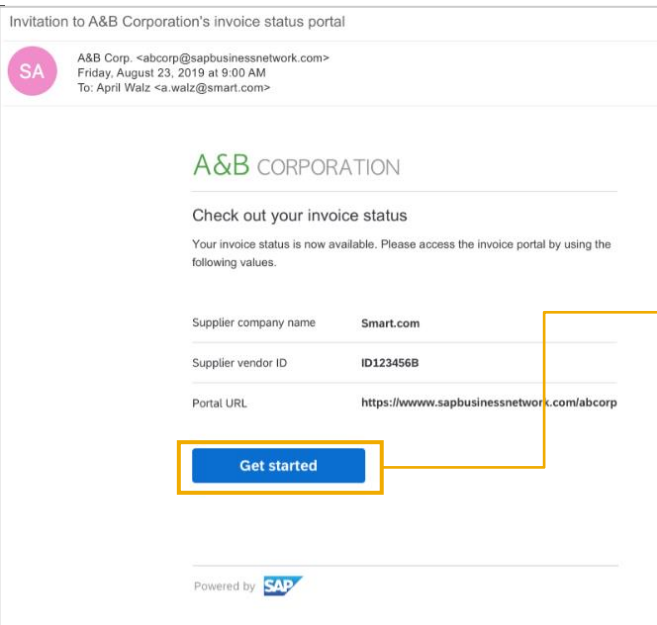 Invitation to A&B Corporation's invoice status portal
SA
A&B Corp. <abcorp@sapbusinessnetwork.com>
Friday, August 23, 2019 at 9:00 AM
To: April Walz <a.walz@smart.com>
A&B CORPORATION
Check out your invoice status
Your invoice status is now available. Please access the invoice portal by using the
following values.
Supplier company name Smart.com
Supplier vendor ID ID123456B
Portal URL https://wwww.sapbusinessnetwork.com/abcorp
Get started
Powered by SAP